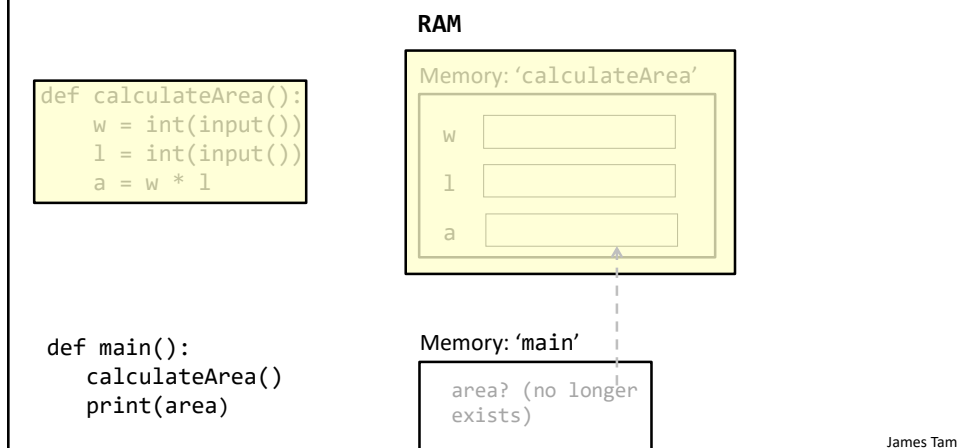 RAM
def calculateArea():
    w = int(input())
    l = int(input())
    a = w * l
Memory: ‘calculateArea’
w
l
a
def main():
    calculateArea()
    print(area)
Memory: ‘main’
area? (no longer
exists)
James Tam